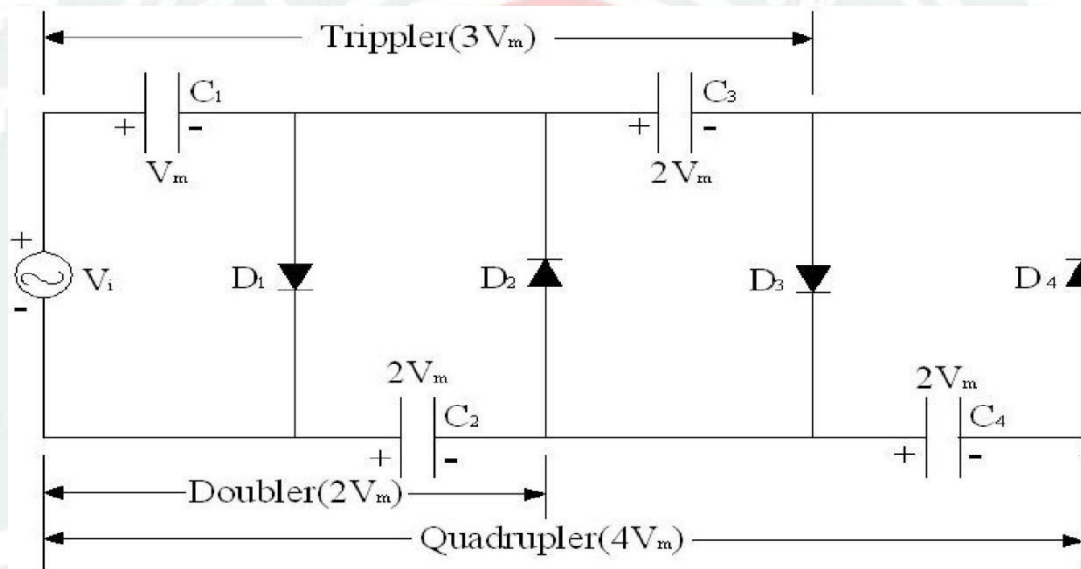 Trippler(3Vₘ)
C₁
C₃
+ -
+ -
Vₘ
2Vₘ
+
Vᵢ
-
D₁
D₂
D₃
D₄
2Vₘ
2Vₘ
C₂
C₄
+ -
+ -
Doubler(2Vₘ)
Quadrupler(4Vₘ)